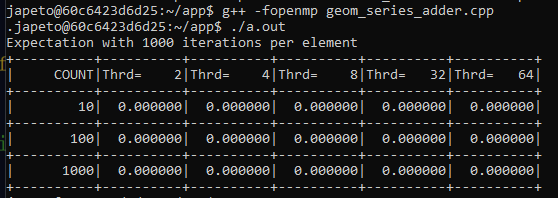 japeto@60c6423d6d25:~/app$ g++ -fopenmp geom_series_adder.cpp
.japeto@60c6423d6d25:~/app$ ./a.out
Expectation with 1000 iterations per element
+----------+----------+----------+----------+----------+----------+
|     COUNT|Thrd=    2|Thrd=    4|Thrd=    8|Thrd=   32|Thrd=   64|
+----------+----------+----------+----------+----------+----------+
|        10|  0.000000|  0.000000|  0.000000|  0.000000|  0.000000|
+----------+----------+----------+----------+----------+----------+
|       100|  0.000000|  0.000000|  0.000000|  0.000000|  0.000000|
+----------+----------+----------+----------+----------+----------+
|      1000|  0.000000|  0.000000|  0.000000|  0.000000|  0.000000|
+----------+----------+----------+----------+----------+----------+